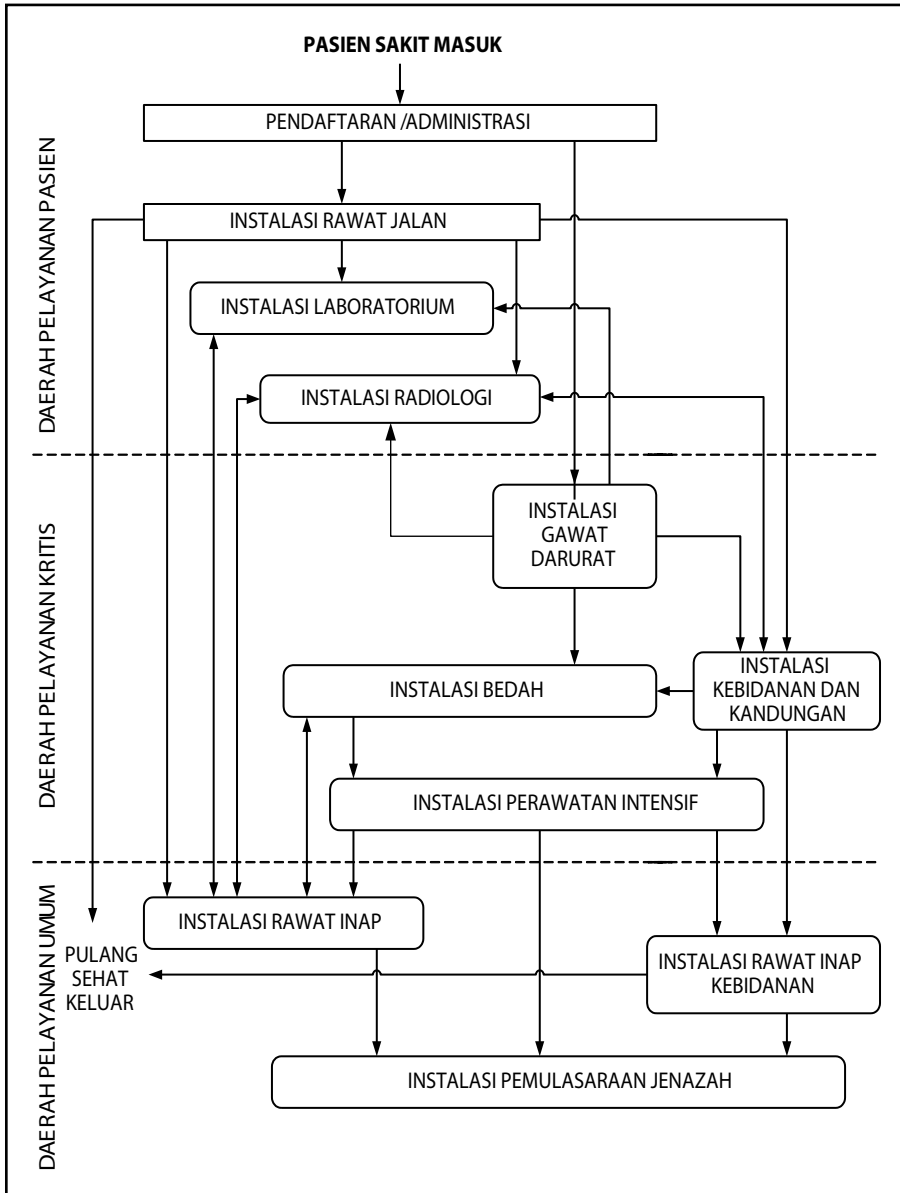 PASIEN SAKIT MASUK
PENDAFTARAN /ADMINISTRASI
DAERAH PELAYANAN PASIEN
INSTALASI RAWAT JALAN
INSTALASI LABORATORIUM
INSTALASI RADIOLOGI
DAERAH PELAYANAN KRITIS
INSTALASI
GAWAT
DARURAT
INSTALASI BEDAH
INSTALASI
KEBIDANAN DAN
KANDUNGAN
INSTALASI PERAWATAN INTENSIF
DAERAH PELAYANAN UMUM
INSTALASI RAWAT INAP
PULANG
SEHAT
KELUAR
INSTALASI RAWAT INAP
KEBIDANAN
INSTALASI PEMULASARAAN JENAZAH